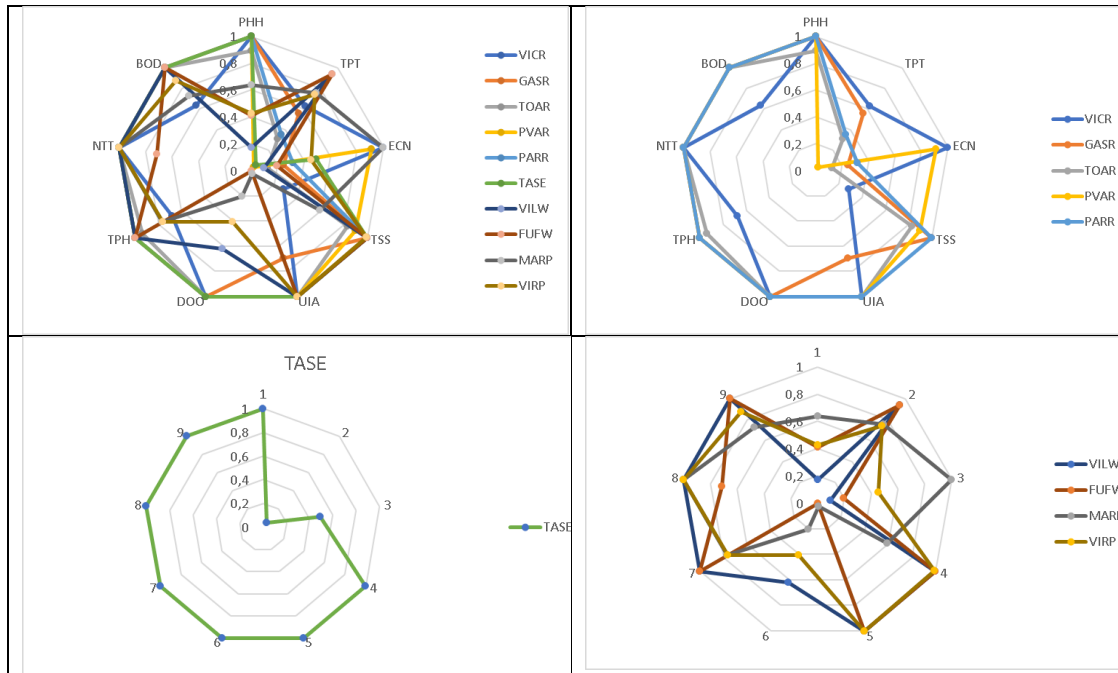 PHH
TPT
ECN
TSS
UIA
DOO
TPH
NTT
BOD
1
0,8
0,6
0,4
0,2
0
VICR
GASR
TOAR
PVAR
PARR
TASE
VILW
FUFW
MARP
VIRP
PHH
TPT
ECN
TSS
UIA
DOO
TPH
NTT
BOD
1
0,8
0,6
0,4
0,2
0
VICR
GASR
TOAR
PVAR
PARR
TASE
1
2
3
4
5
6
7
8
9
1
0,8
0,6
0,4
0,2
0
TASE
1
2
3
4
5
6
7
8
9
1
0,8
0,6
0,4
0,2
0
VILW
FUFW
MARP
VIRP